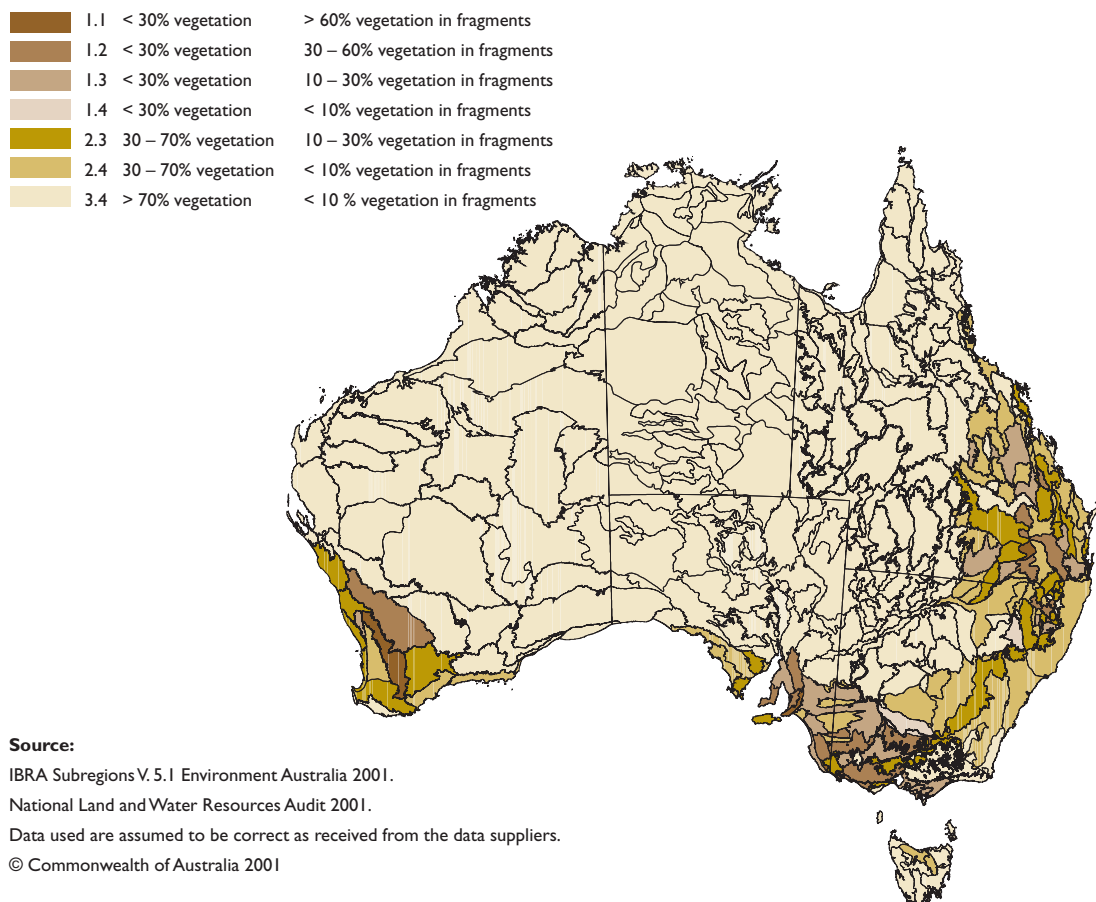 1.1 < 30% vegetation > 60% vegetation in fragments
1.2 < 30% vegetation 30 – 60% vegetation in fragments
1.3 < 30% vegetation 10 – 30% vegetation in fragments
1.4 < 30% vegetation < 10% vegetation in fragments
2.3 30 – 70% vegetation 10 – 30% vegetation in fragments
2.4 30 – 70% vegetation < 10% vegetation in fragments
3.4 > 70% vegetation < 10 % vegetation in fragments
Source:
IBRA Subregions V. 5.1 Environment Australia 2001.
National Land and Water Resources Audit 2001.
Data used are assumed to be correct as received from the data suppliers.
© Commonwealth of Australia 2001